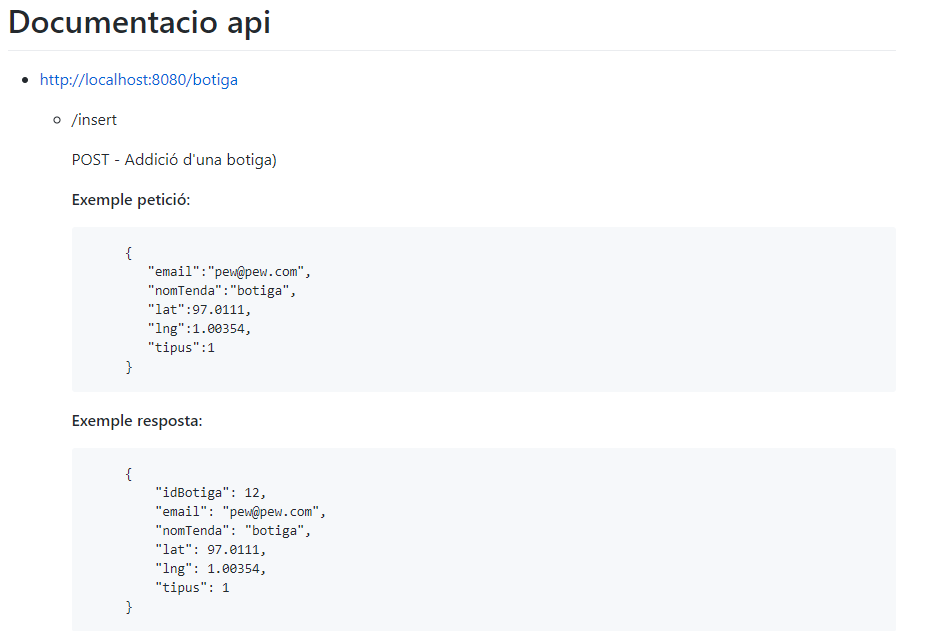 Documentacio api
http://localhost:8080/botiga
/insert
POST - Addició d'una botiga)
Exemple petició:
{
"email":"pew@pew.com",
"nomTenda":"botiga",
"lat":97.0111,
"lng":1.00354,
"tipus":1
}
Exemple resposta:
{
"idBotiga": 12,
"email": "pew@pew.com",
"nomTenda": "botiga",
"lat": 97.0111,
"lng": 1.00354,
"tipus": 1
}